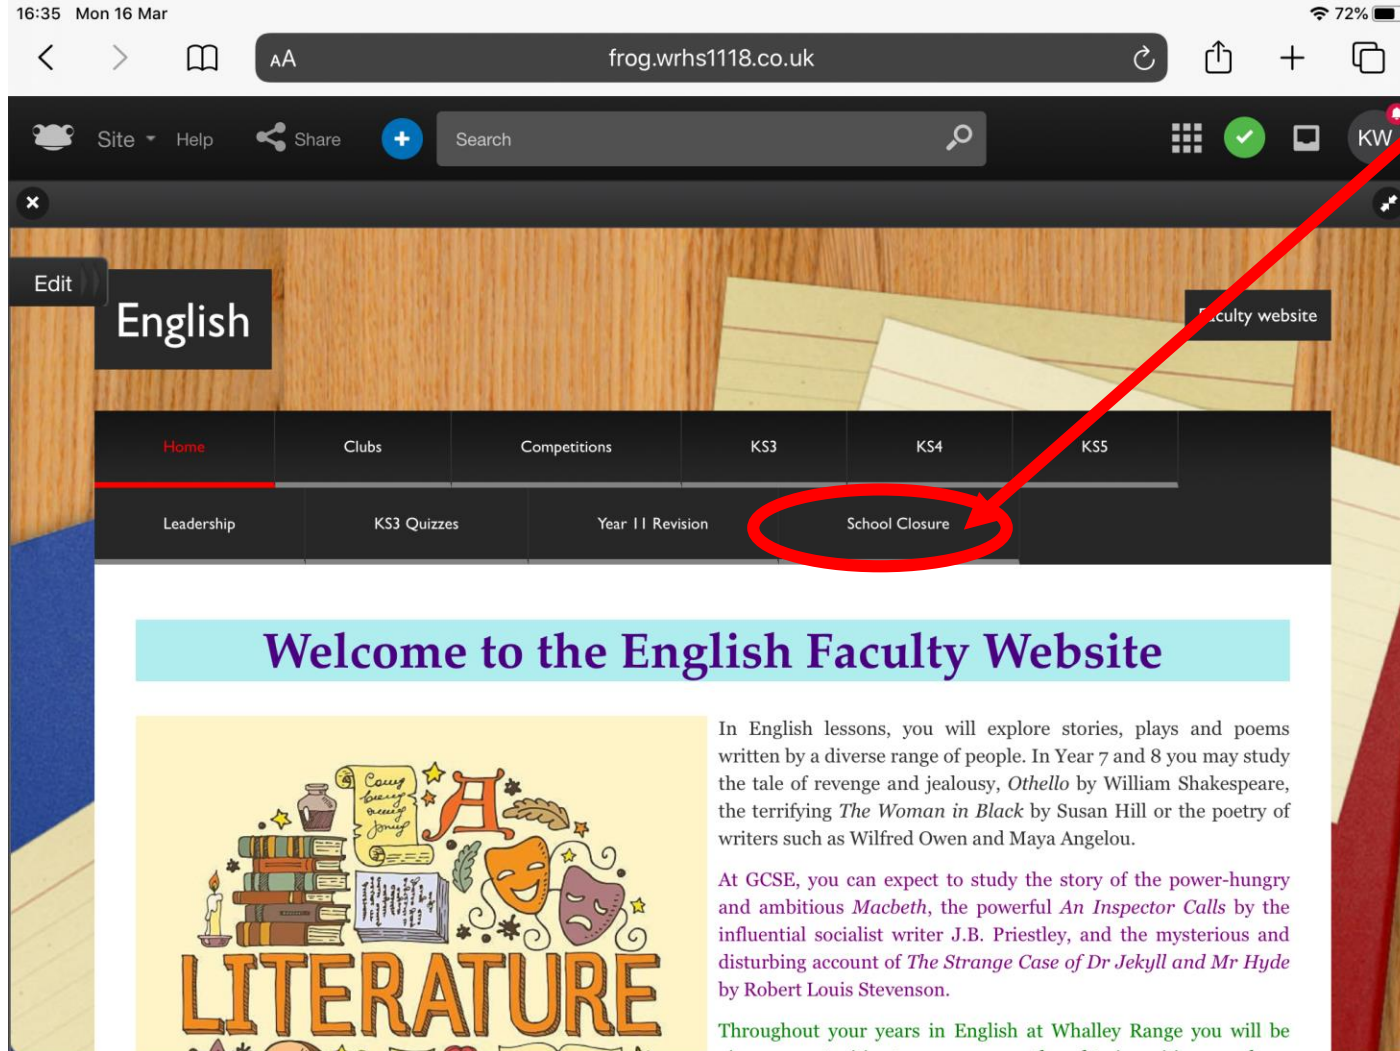 16:35 Mon 16 Mar
72%
AA
frog.wrhs1118.co.uk
Site
Help
Share
Search
KW
Edit
English
Faculty website
Home
Clubs
Competitions
KS3
KS4
KS5
Leadership
KS3 Quizzes
Year 11 Revision
School Closure
Welcome to the English Faculty Website
In English lessons, you will explore stories, plays and poems
written by a diverse range of people. In Year 7 and 8 you may study
the tale of revenge and jealousy, Othello by William Shakespeare,
the terrifying The Woman in Black by Susan Hill or the poetry of
writers such as Wilfred Owen and Maya Angelou.
At GCSE, you can expect to study the story of the power-hungry
and ambitious Macbeth, the powerful An Inspector Calls by the
influential socialist writer J.B. Priestley, and the mysterious and
disturbing account of The Strange Case of Dr Jekyll and Mr Hyde
by Robert Louis Stevenson.
Throughout your years in English at Whalley Range you will be
A
LITERATURE